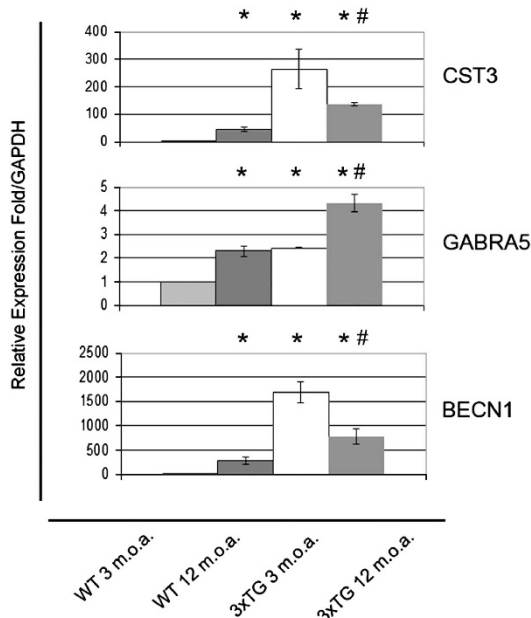 Relative Expression Fold/GAPDH
* * * #
400
300
200
100
0
CST3
* * * #
5
4
3
2
1
0
GABRA5
* * * #
2500
2000
1500
1000
500
0
BECN1
WT 3 m.o.a.
WT 12 m.o.a.
3xTG 3 m.o.a.
3xTG 12 m.o.a.